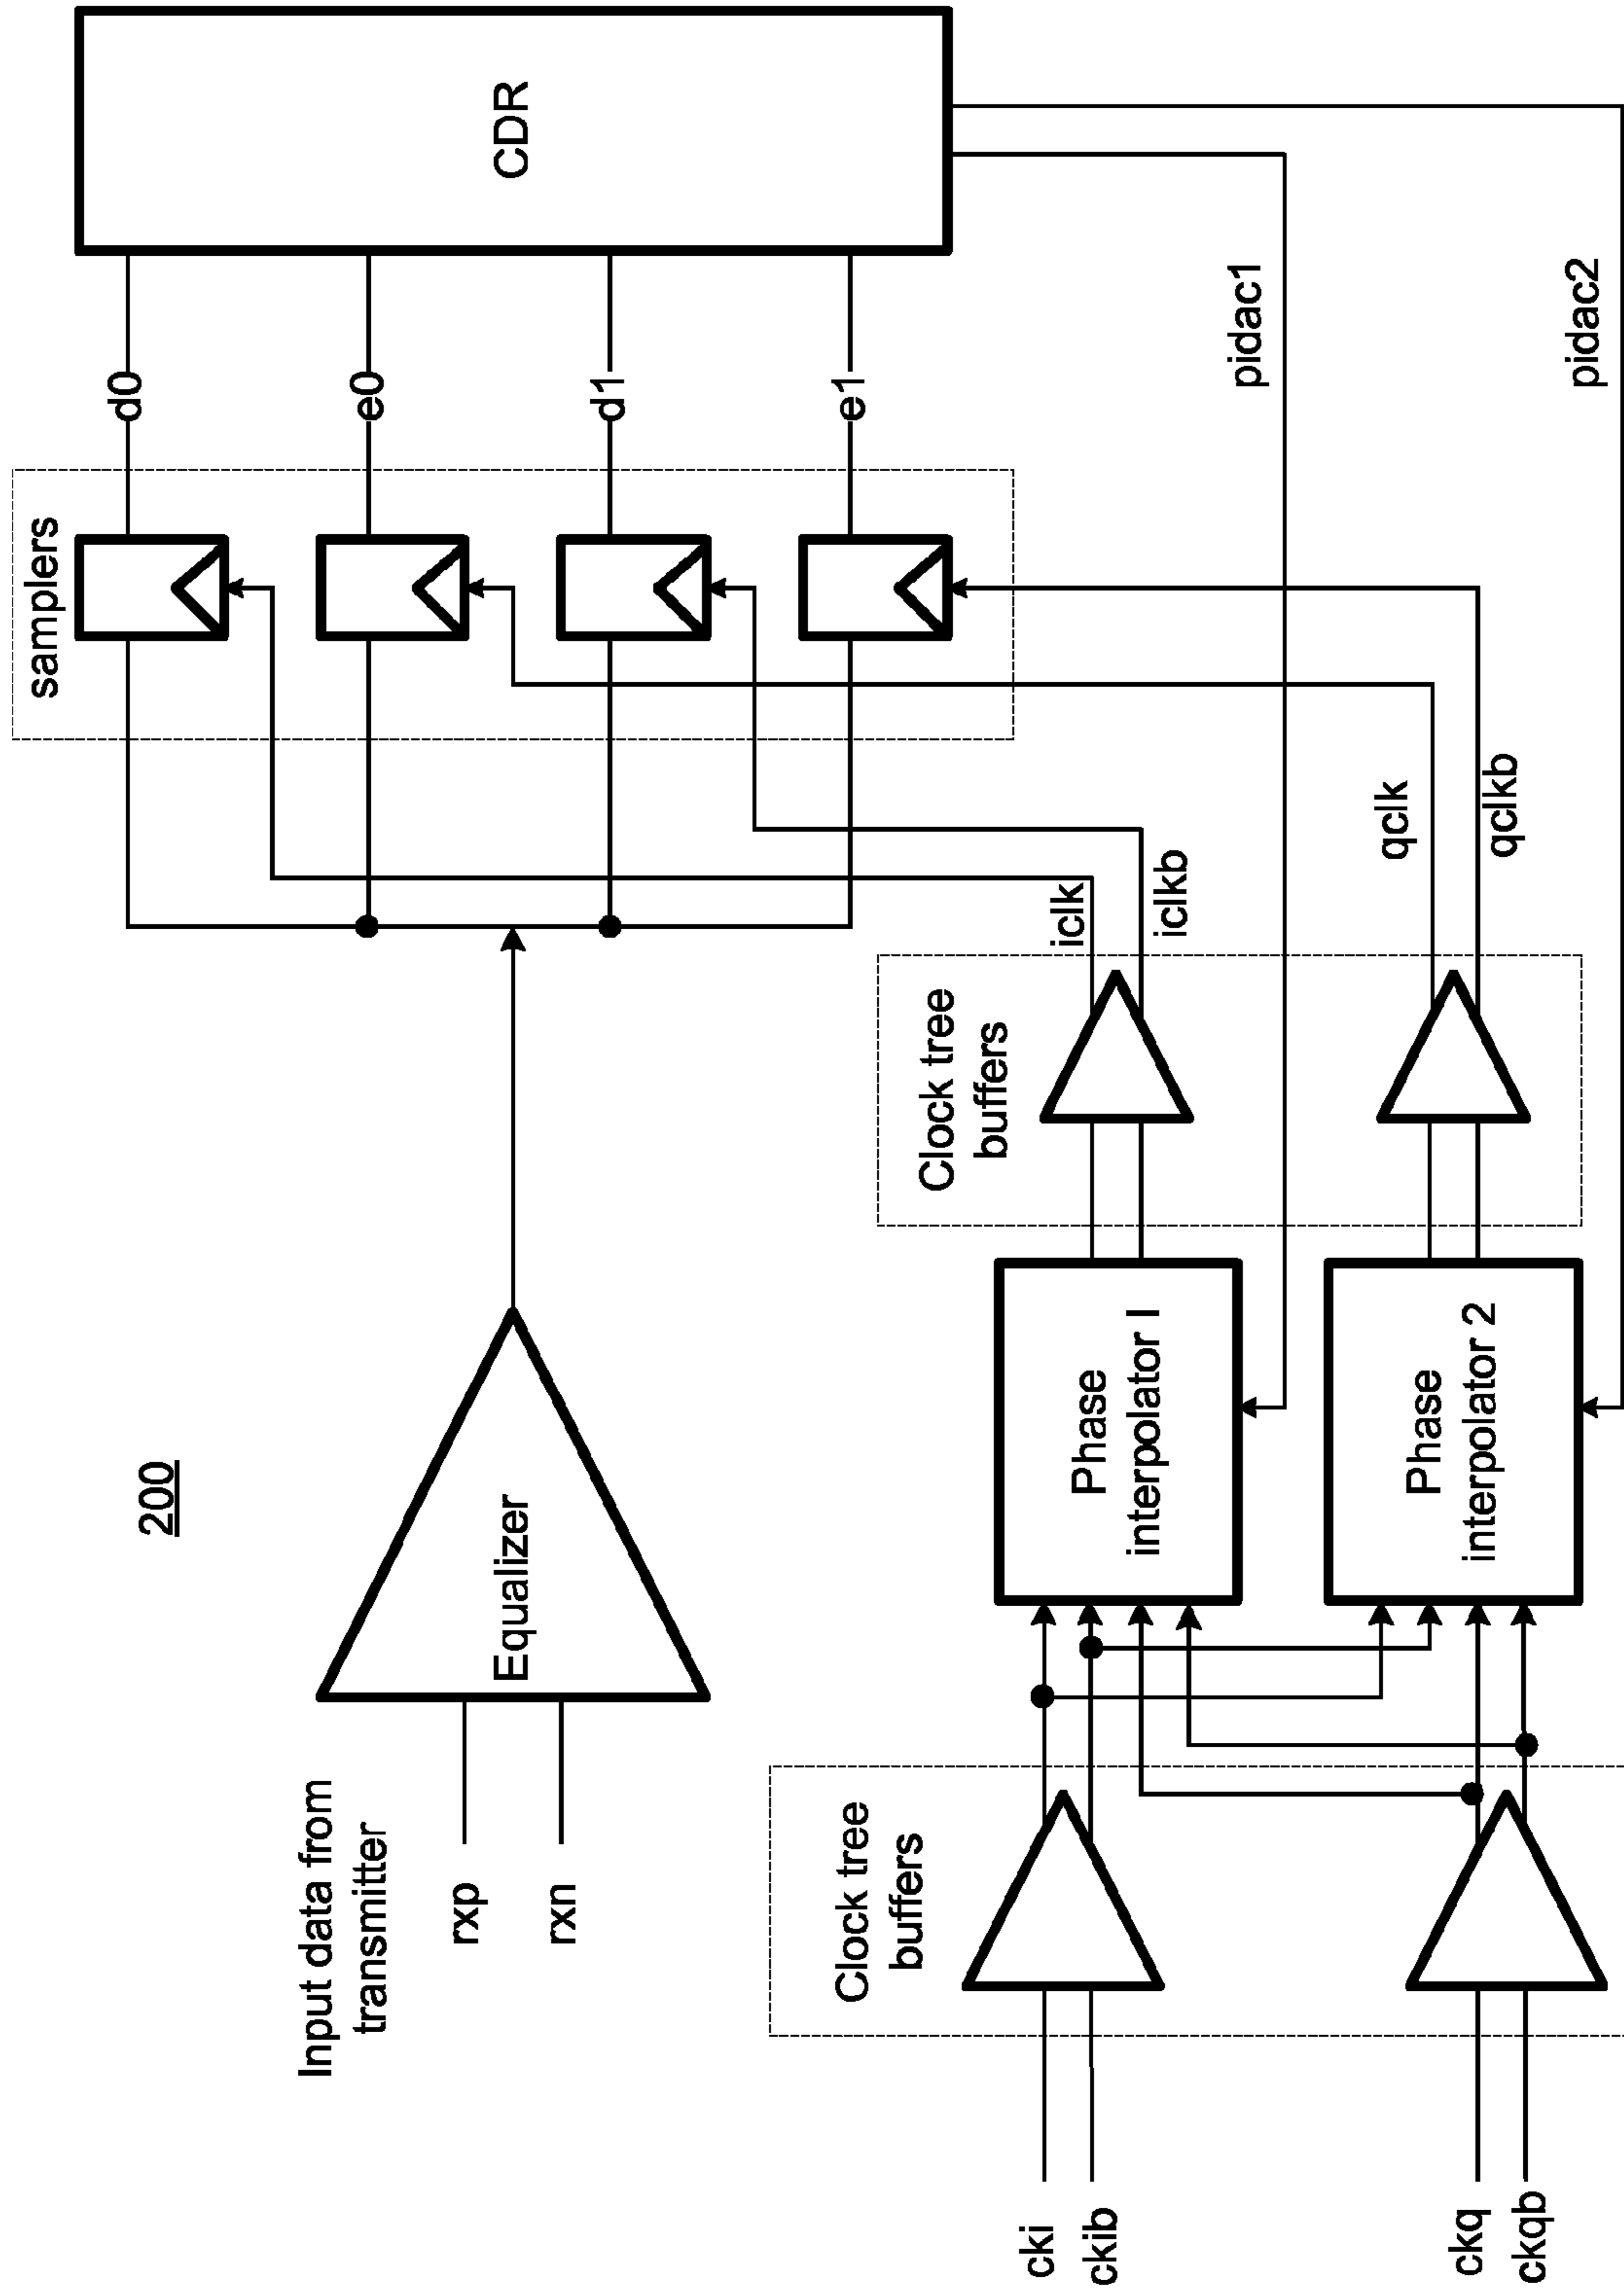 200
Input data from
transmitter
rxp
rxn
Equalizer
samplers
d0
e0
d1
e1
CDR
Clock tree
buffers
cki
ckib
ckq
ckqb
Phase
interpolator I
Phase
interpolator 2
Clock tree
buffers
iclk
iclkb
qclk
qclkb
pidac1
pidac2